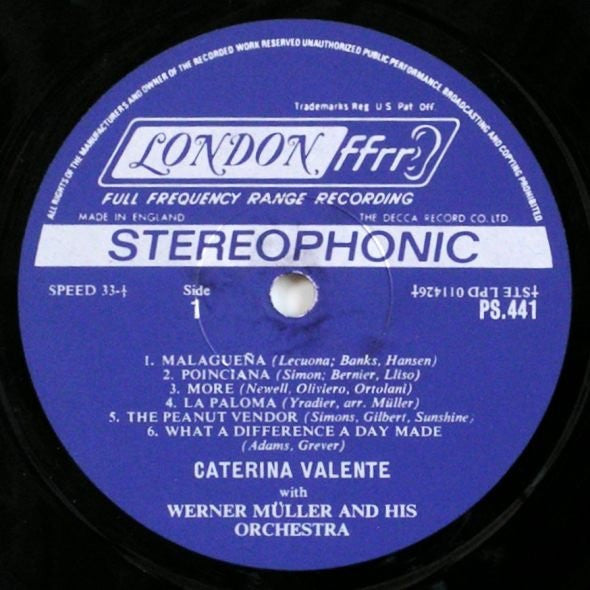 ALL RIGHTS OF THE MANUFACTURERS AND OWNER OF THE RECORDED WORK RESERVED UNAUTHORIZED PUBLIC PERFORMANCE BROADCASTING AND COPYING PROHIBITED
Trademarks Reg U S Pat Off.
LONDON ffrr
FULL FREQUENCY RANGE RECORDING
MADE IN ENGLAND THE DECCA RECORD CO. LTD.
STEREOPHONIC
SPEED 33-⅓ Side ‡STE LPD 011426‡
1 PS.441
1. MALAGUEÑA (Lecuona; Banks, Hansen)
2. POINCIANA (Simon; Bernier, Lliso)
3. MORE (Newell, Oliviero, Ortolani)
4. LA PALOMA (Yradier, arr. Müller)
5. THE PEANUT VENDOR (Simons, Gilbert, Sunshine)
6. WHAT A DIFFERENCE A DAY MADE
(Adams, Grever)
CATERINA VALENTE
with
WERNER MÜLLER AND HIS
ORCHESTRA